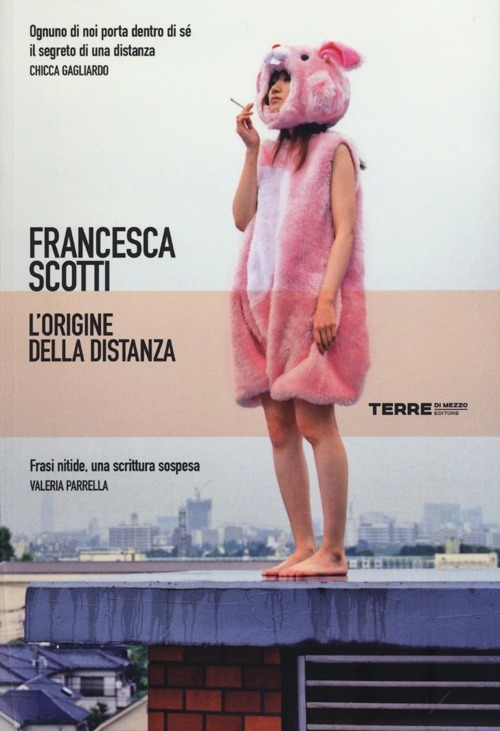 Ognuno di noi porta dentro di sé
il segreto di una distanza
CHICCA GAGLIARDO
FRANCESCA
SCOTTI
L'ORIGINE
DELLA DISTANZA
TERRE DI MEZZO
EDITORE
Frasi nitide, una scrittura sospesa
VALERIA PARRELLA